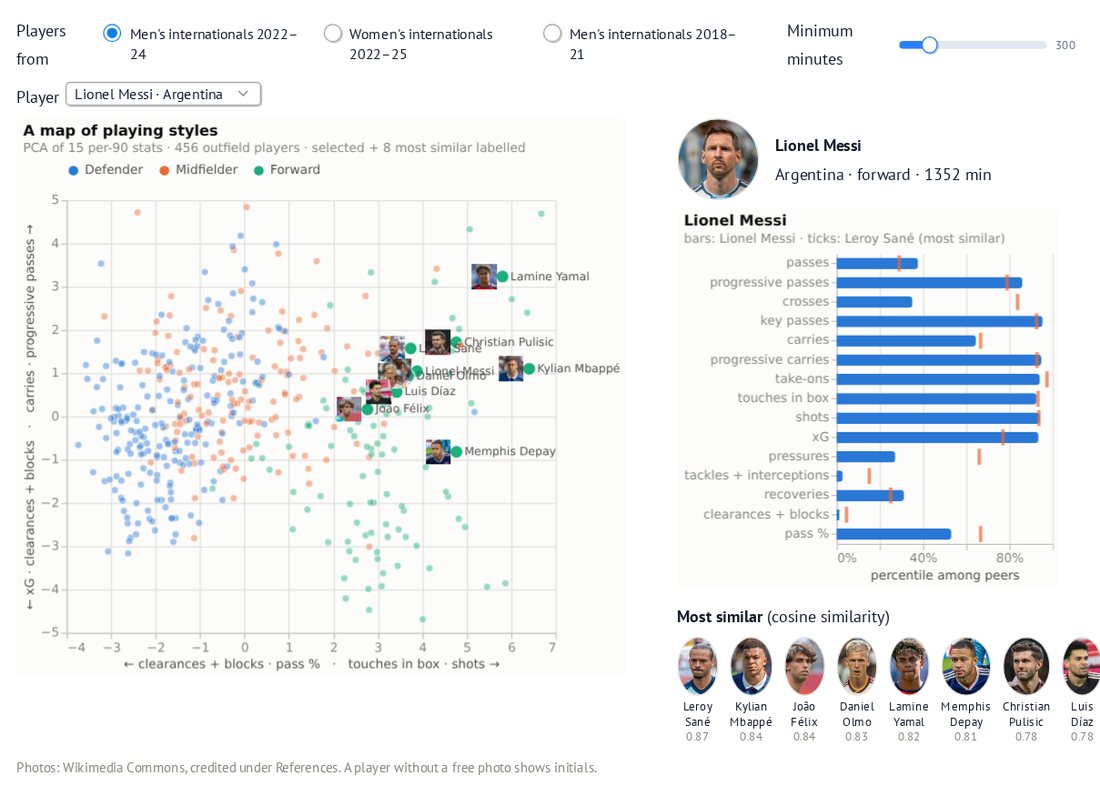 Players from
Men's internationals 2022–24
Women's internationals 2022–25
Men's internationals 2018–21
Minimum minutes
300
Player
Lionel Messi · Argentina
A map of playing styles
PCA of 15 per-90 stats · 456 outfield players · selected + 8 most similar labelled
Defender
Midfielder
Forward
← xG · clearances + blocks · carries · progressive passes →
5
4
3
2
1
0
−1
−2
−3
−4
−5
Lamine Yamal
Christian Pulisic
Leroy Sané
Lionel Messi
Daniel Olmo
Kylian Mbappé
Luis Díaz
João Félix
Memphis Depay
−4
−3
−2
−1
0
1
2
3
4
5
6
7
← clearances + blocks · pass % · touches in box · shots →
Lionel Messi
Argentina · forward · 1352 min
Lionel Messi
bars: Lionel Messi · ticks: Leroy Sané (most similar)
passes
progressive passes
crosses
key passes
carries
progressive carries
take-ons
touches in box
shots
xG
pressures
tackles + interceptions
recoveries
clearances + blocks
pass %
0%
40%
80%
percentile among peers
Most similar (cosine similarity)
Leroy Sané
0.87
Kylian Mbappé
0.84
João Félix
0.84
Daniel Olmo
0.83
Lamine Yamal
0.82
Memphis Depay
0.81
Christian Pulisic
0.78
Luis Díaz
0.78
Photos: Wikimedia Commons, credited under References. A player without a free photo shows initials.